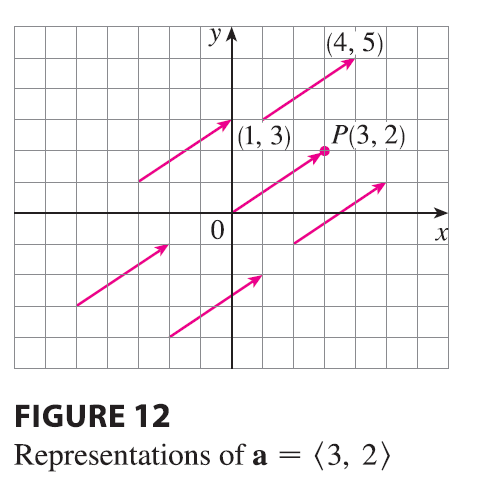 y
(4, 5)
(1, 3)
P(3, 2)
0
x
FIGURE 12
Representations of a = ⟨3, 2⟩